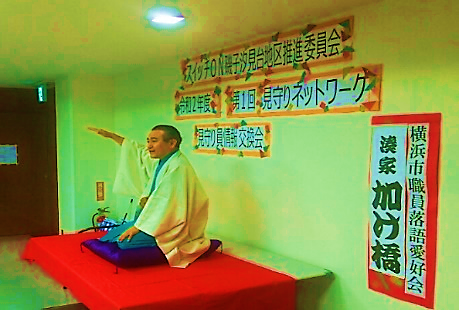 スイッチON磯子汐見台地区推進委員会
令和2年度 第1回 見守りネットワーク
見守り員情報交換会
横浜市職員落語愛好会
湊家 加け橋